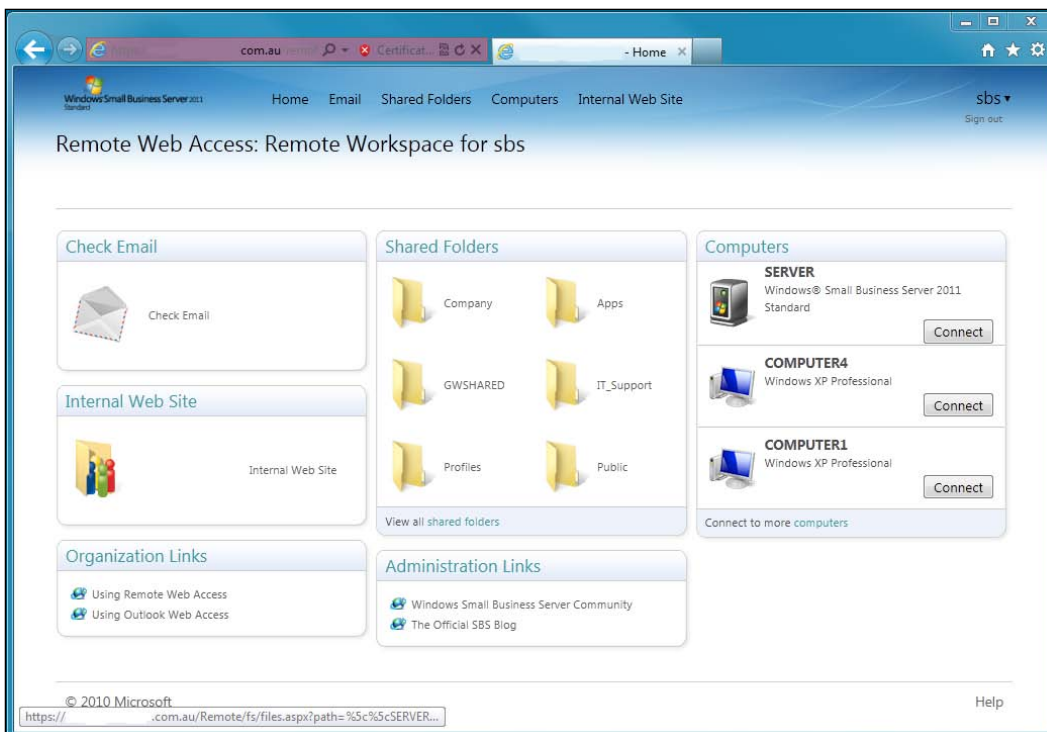 com.au
Certificat...
- Home
Windows Small Business Server 2011
Standard
Home Email Shared Folders Computers Internal Web Site
sbs
Sign out
Remote Web Access: Remote Workspace for sbs
Check Email
Check Email
Internal Web Site
Internal Web Site
Organization Links
Using Remote Web Access
Using Outlook Web Access
Shared Folders
Company Apps
GWSHARED IT_Support
Profiles Public
View all shared folders
Administration Links
Windows Small Business Server Community
The Official SBS Blog
Computers
SERVER
Windows® Small Business Server 2011
Standard
Connect
COMPUTER4
Windows XP Professional
Connect
COMPUTER1
Windows XP Professional
Connect
Connect to more computers
© 2010 Microsoft
Help
https:// .com.au/Remote/fs/files.aspx?path=%5c%5cSERVER...